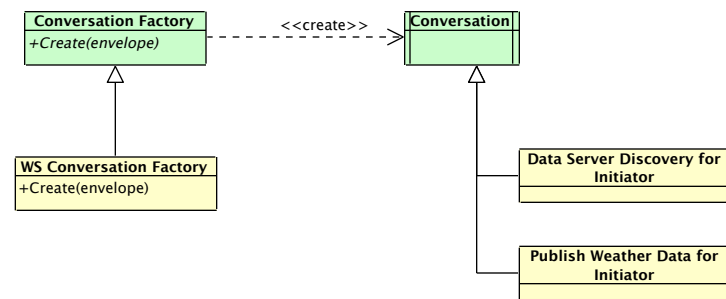 Conversation Factory
+Create(envelope)
<<create>>
Conversation
WS Conversation Factory
+Create(envelope)
Data Server Discovery for
Initiator
Publish Weather Data for
Initiator